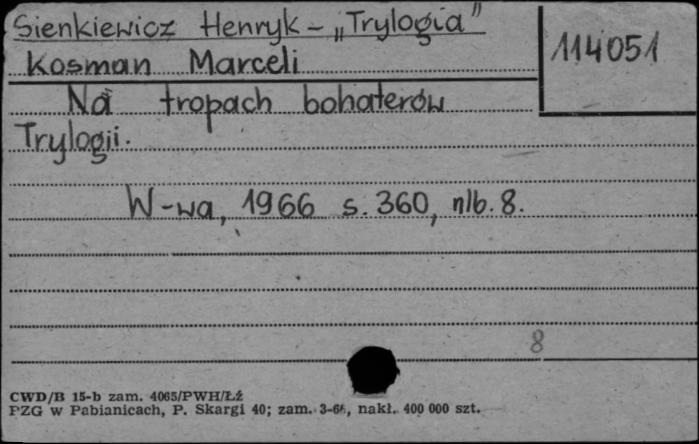 Sienkiewicz Henryk - „Trylogia”
114051
Kosman Marceli
Na tropach bohaterów
Trylogii.
W-wa, 1966 s. 360, nlb. 8.
8
CWD/B 15-b zam. 4065/PWH/Łż
PZG w Pabianicach, P. Skargi 40; zam. 3-66, nakł. 400 000 szt.